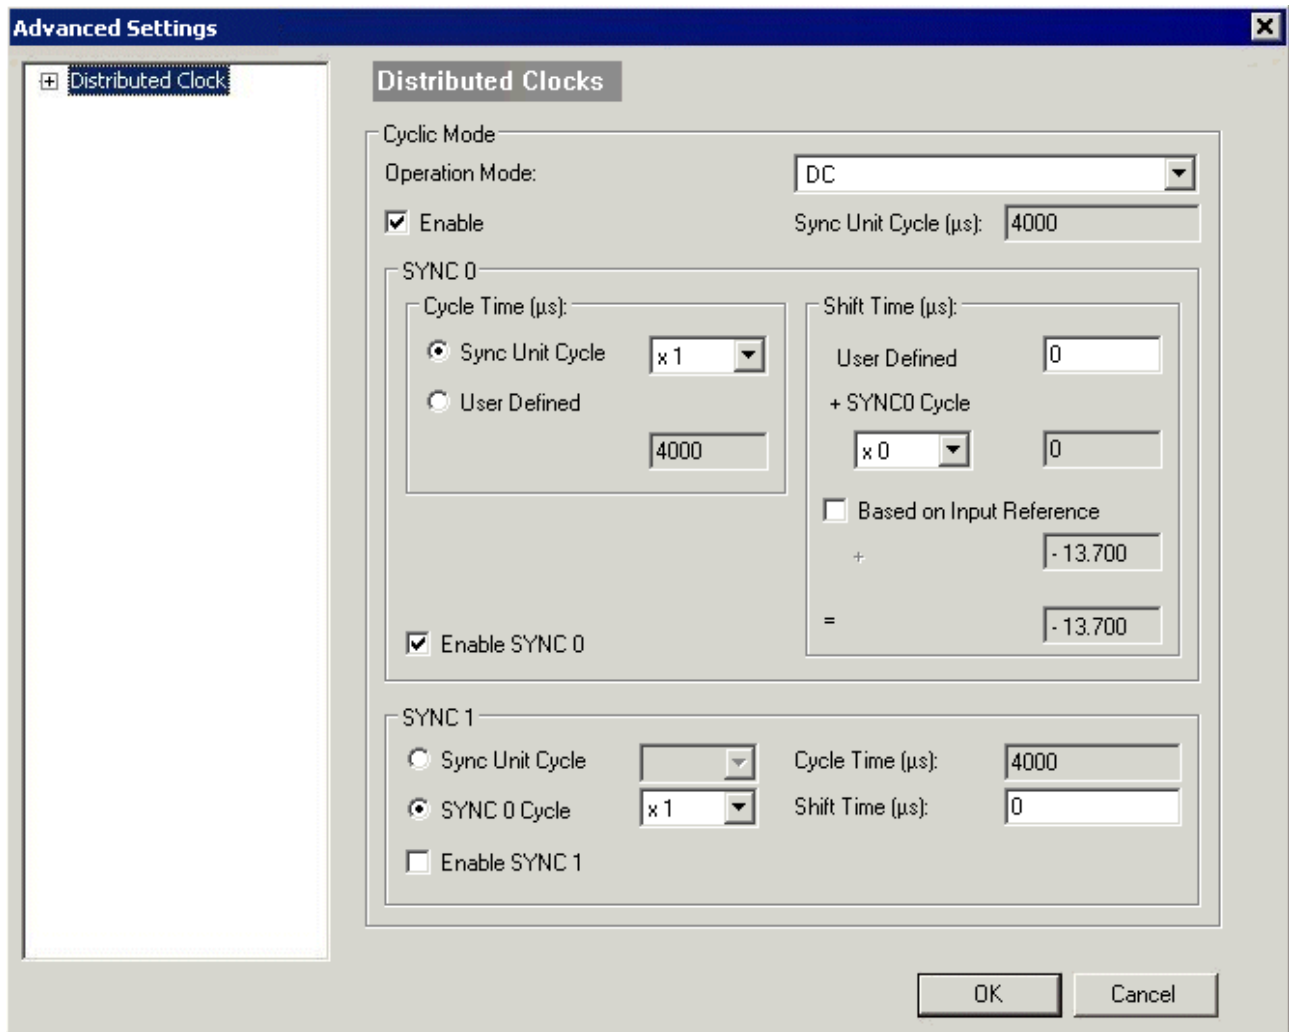 Advanced Settings
Distributed Clock
Distributed Clocks
Cyclic Mode
Operation Mode:
DC
Enable
Sync Unit Cycle (µs):
4000
SYNC 0
Cycle Time (µs):
Sync Unit Cycle
x 1
User Defined
4000
Enable SYNC 0
Shift Time (µs):
User Defined
0
+ SYNC0 Cycle
x 0
0
Based on Input Reference
+
- 13.700
=
- 13.700
SYNC 1
Sync Unit Cycle
Cycle Time (µs):
4000
SYNC 0 Cycle
x 1
Shift Time (µs):
0
Enable SYNC 1
OK
Cancel